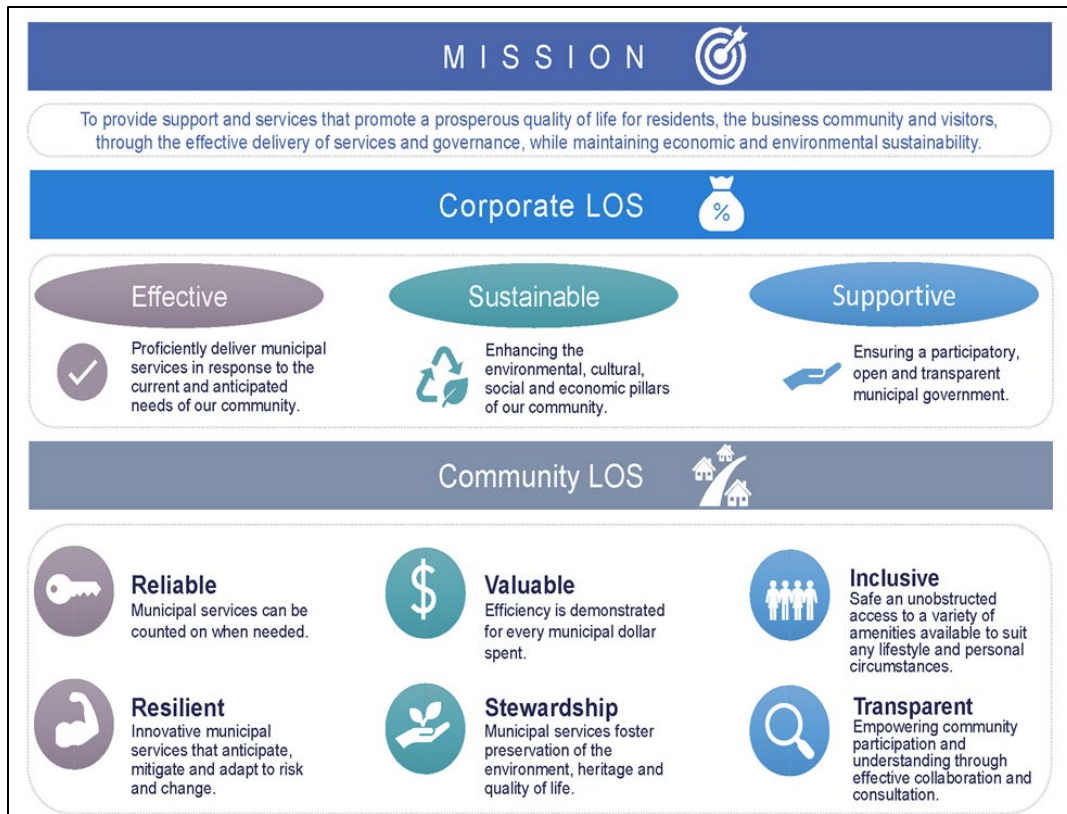 MISSION
To provide support and services that promote a prosperous quality of life for residents, the business community and visitors,
through the effective delivery of services and governance, while maintaining economic and environmental sustainability.
Corporate LOS
%
Effective
Proficiently deliver municipal
services in response to the
current and anticipated
needs of our community.
Sustainable
Enhancing the
environmental, cultural,
social and economic pillars
of our community.
Supportive
Ensuring a participatory,
open and transparent
municipal government.
Community LOS
Reliable
Municipal services can be
counted on when needed.
$
Valuable
Efficiency is demonstrated
for every municipal dollar
spent.
Inclusive
Safe an unobstructed
access to a variety of
amenities available to suit
any lifestyle and personal
circumstances.
Resilient
Innovative municipal
services that anticipate,
mitigate and adapt to risk
and change.
Stewardship
Municipal services foster
preservation of the
environment, heritage and
quality of life.
Transparent
Empowering community
participation and
understanding through
effective collaboration and
consultation.